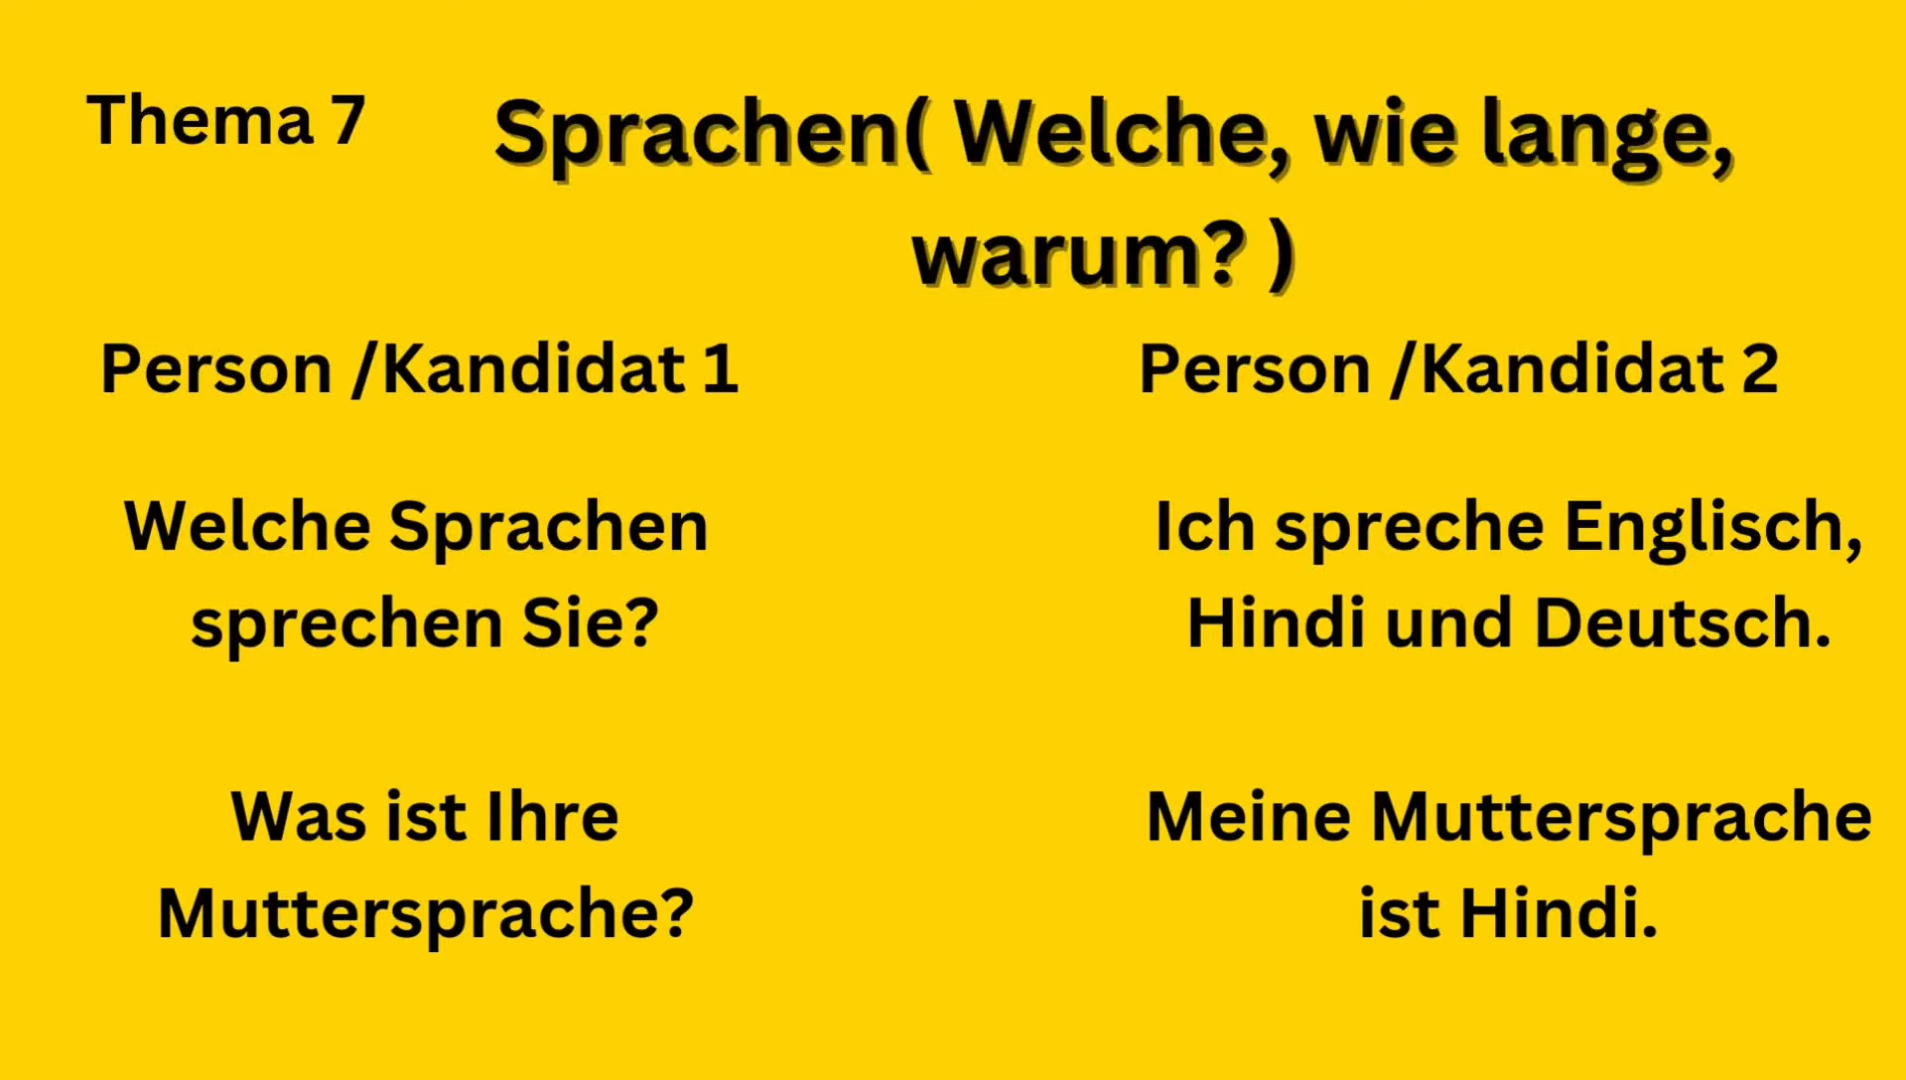 Thema 7
Sprachen( Welche, wie lange,
warum? )
Person /Kandidat 1
Person /Kandidat 2
Welche Sprachen
sprechen Sie?
Ich spreche Englisch,
Hindi und Deutsch.
Was ist Ihre
Muttersprache?
Meine Muttersprache
ist Hindi.